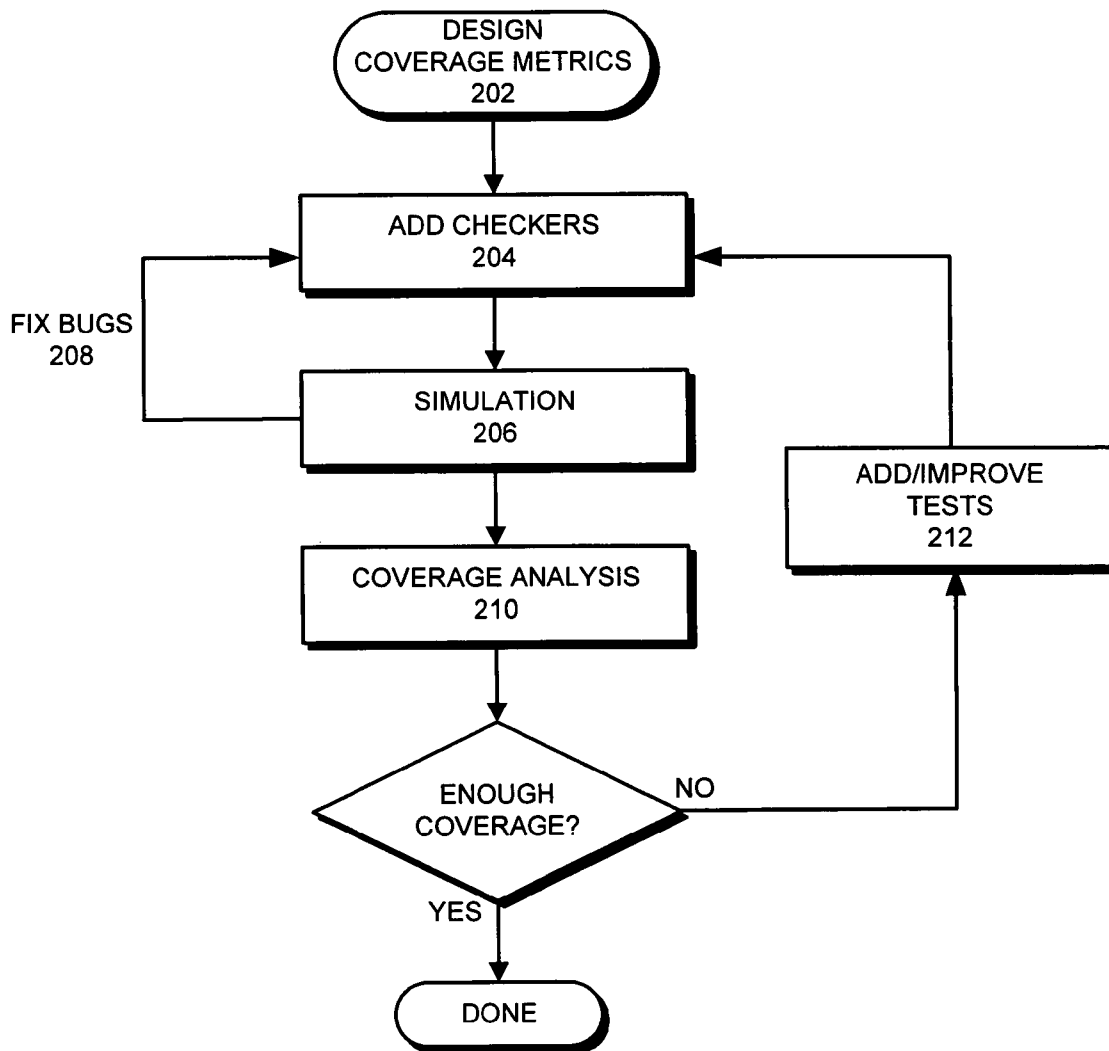 DESIGN
COVERAGE METRICS
202
ADD CHECKERS
204
FIX BUGS
208
SIMULATION
206
ADD/IMPROVE
TESTS
212
COVERAGE ANALYSIS
210
ENOUGH
COVERAGE?
NO
YES
DONE